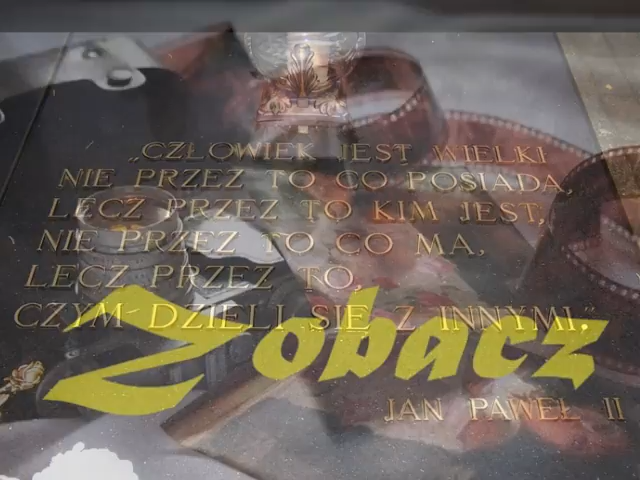 „CZŁOWIEK JEST WIELKI
NIE PRZEZ TO CO POSIADA,
LECZ PRZEZ TO KIM JEST,
NIE PRZEZ TO CO MA,
LECZ PRZEZ TO,
CZYM DZIELI SIĘ Z INNYMI."
Zobacz
JAN PAWEŁ II